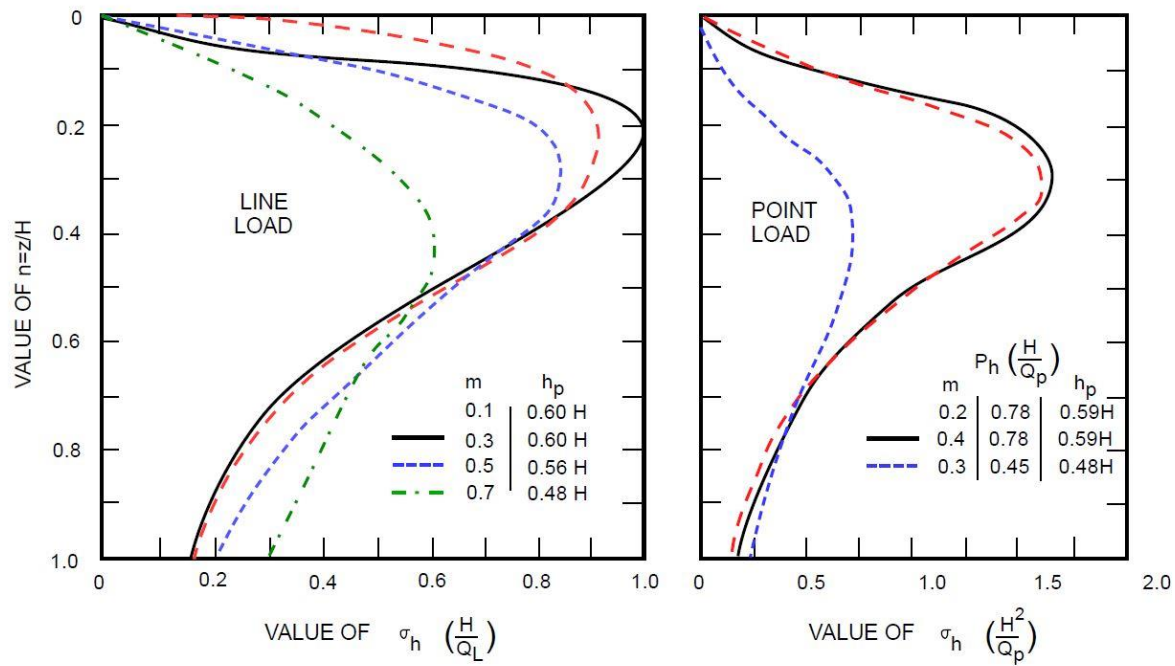 VALUE OF n=z/H
0
0.2
0.4
0.6
0.8
1.0
LINE
LOAD
m h_p
0.1 0.60 H
0.3 0.60 H
0.5 0.56 H
0.7 0.48 H
0 0.2 0.4 0.6 0.8 1.0
VALUE OF σ_h (H/Q_L)
POINT
LOAD
m P_h (H/Q_p) h_p
0.2 0.78 0.59H
0.4 0.78 0.59H
0.3 0.45 0.48H
0 0.5 1.0 1.5 2.0
VALUE OF σ_h (H²/Q_p)